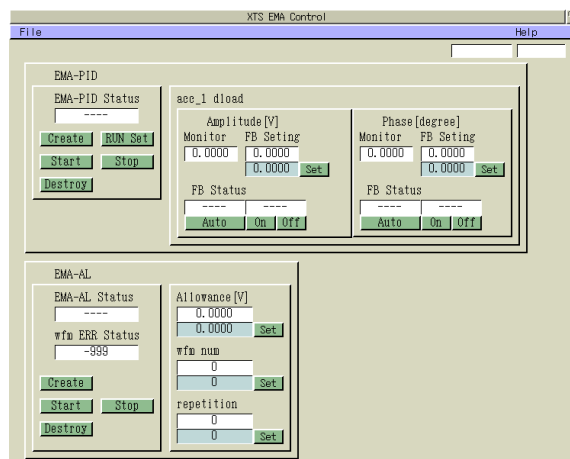 XTS EMA Control
File Help
EMA-PID
EMA-PID Status
----
Create RUN Set
Start Stop
Destroy
acc_1 dload
Amplitude[V]
Monitor FB Seting
0.0000 0.0000
0.0000 Set
FB Status
---- ----
Auto On Off
Phase[degree]
Monitor FB Seting
0.0000 0.0000
0.0000 Set
FB Status
---- ----
Auto On Off
EMA-AL
EMA-AL Status
----
wfm ERR Status
-999
Create
Start Stop
Destroy
Allowance[V]
0.0000
0.0000 Set
wfm num
0
0 Set
repetition
0
0 Set